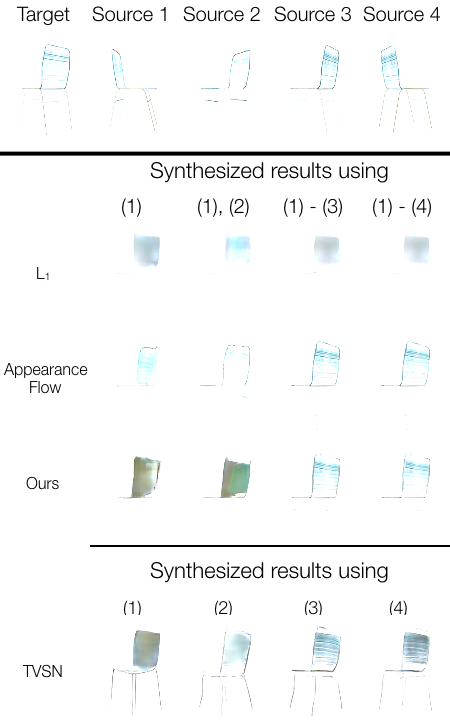 Target Source 1 Source 2 Source 3 Source 4
Synthesized results using
(1) (1), (2) (1) - (3) (1) - (4)
L1
Appearance
Flow
Ours
Synthesized results using
(1) (2) (3) (4)
TVSN